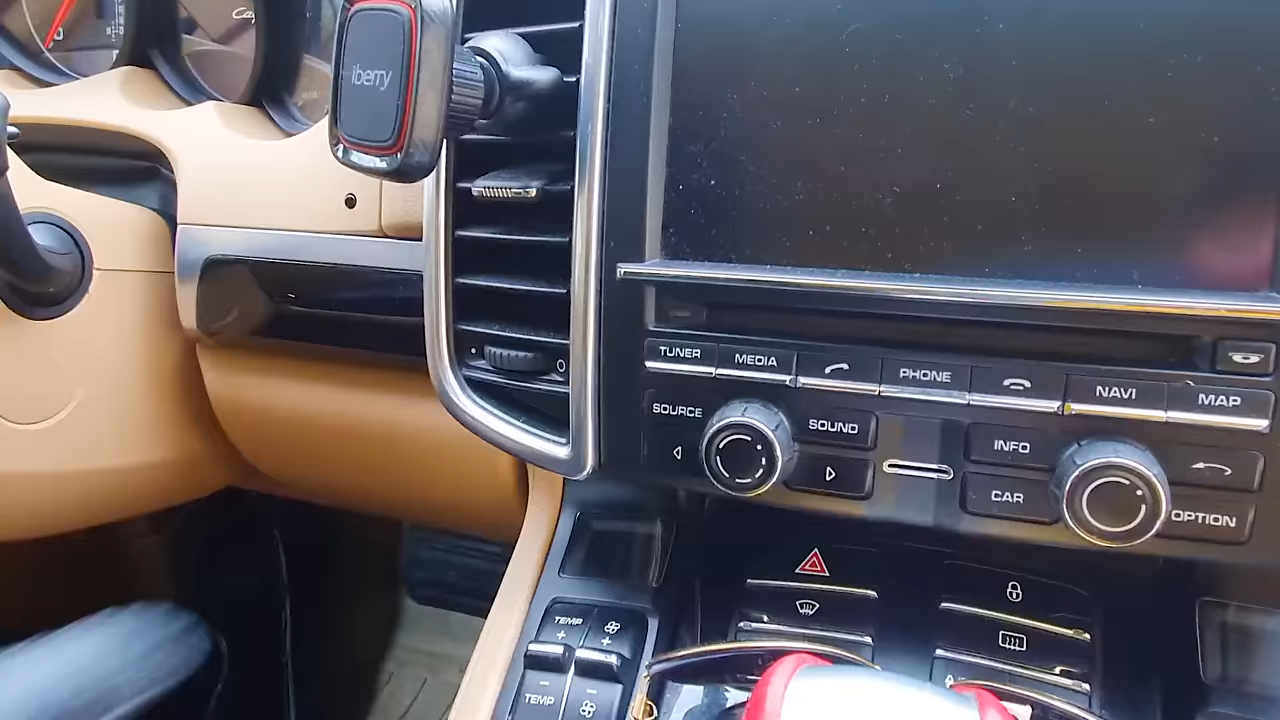 iberry
TUNER
MEDIA
PHONE
NAVI
MAP
SOURCE
SOUND
INFO
CAR
OPTION
TEMP
+
+
-
-
TEMP